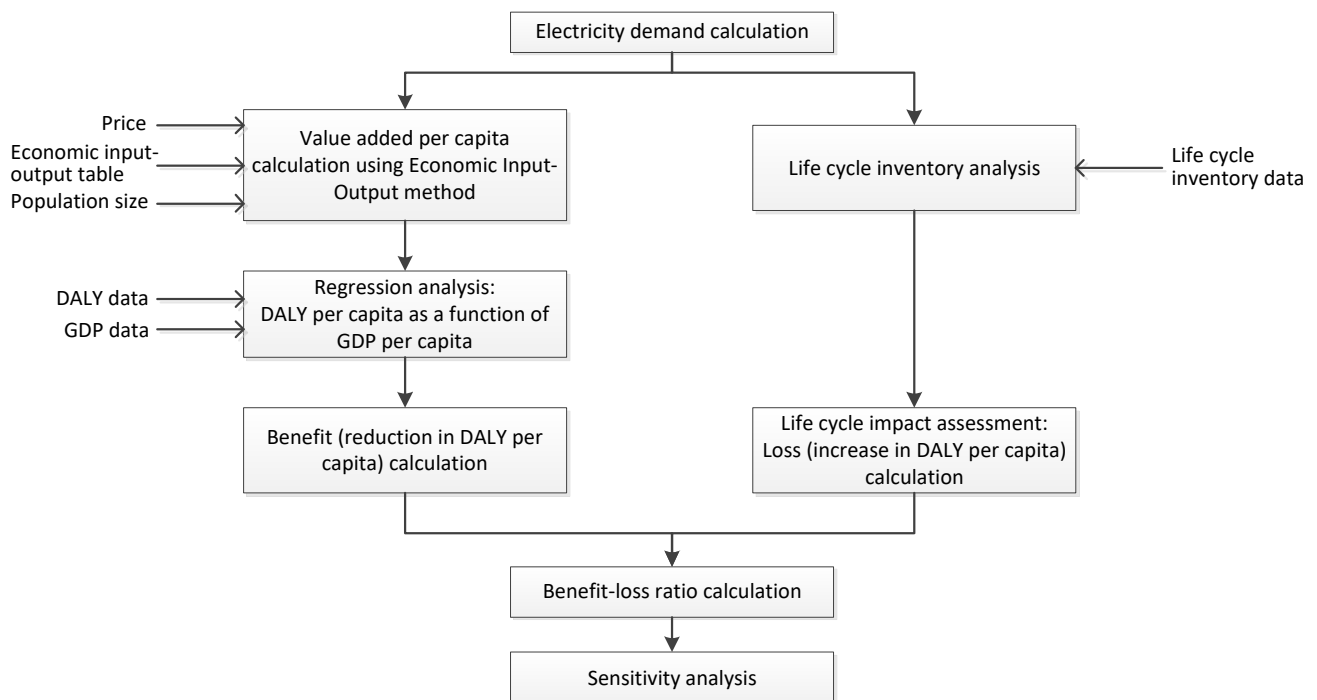 Electricity demand calculation
Price
Economic input-
output table
Population size
Value added per capita
calculation using Economic Input-
Output method
Life cycle inventory analysis
Life cycle
inventory data
DALY data
GDP data
Regression analysis:
DALY per capita as a function of
GDP per capita
Benefit (reduction in DALY per
capita) calculation
Life cycle impact assessment:
Loss (increase in DALY per capita)
calculation
Benefit-loss ratio calculation
Sensitivity analysis